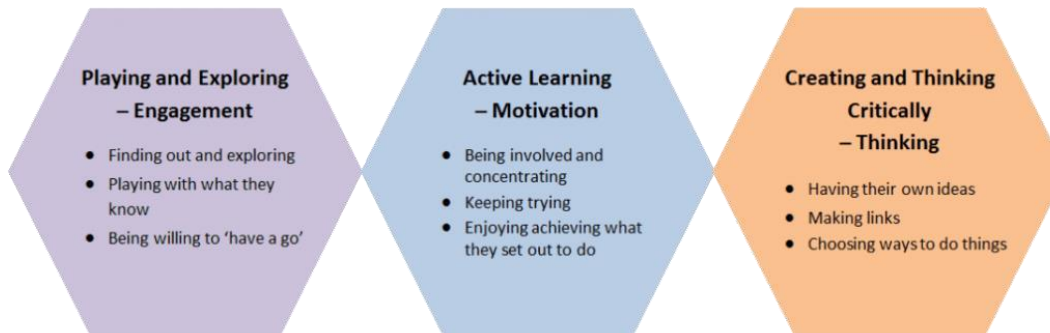 Playing and Exploring
– Engagement
● Finding out and exploring
● Playing with what they
know
● Being willing to ‘have a go’
Active Learning
– Motivation
● Being involved and
concentrating
● Keeping trying
● Enjoying achieving what
they set out to do
Creating and Thinking
Critically
– Thinking
● Having their own ideas
● Making links
● Choosing ways to do things